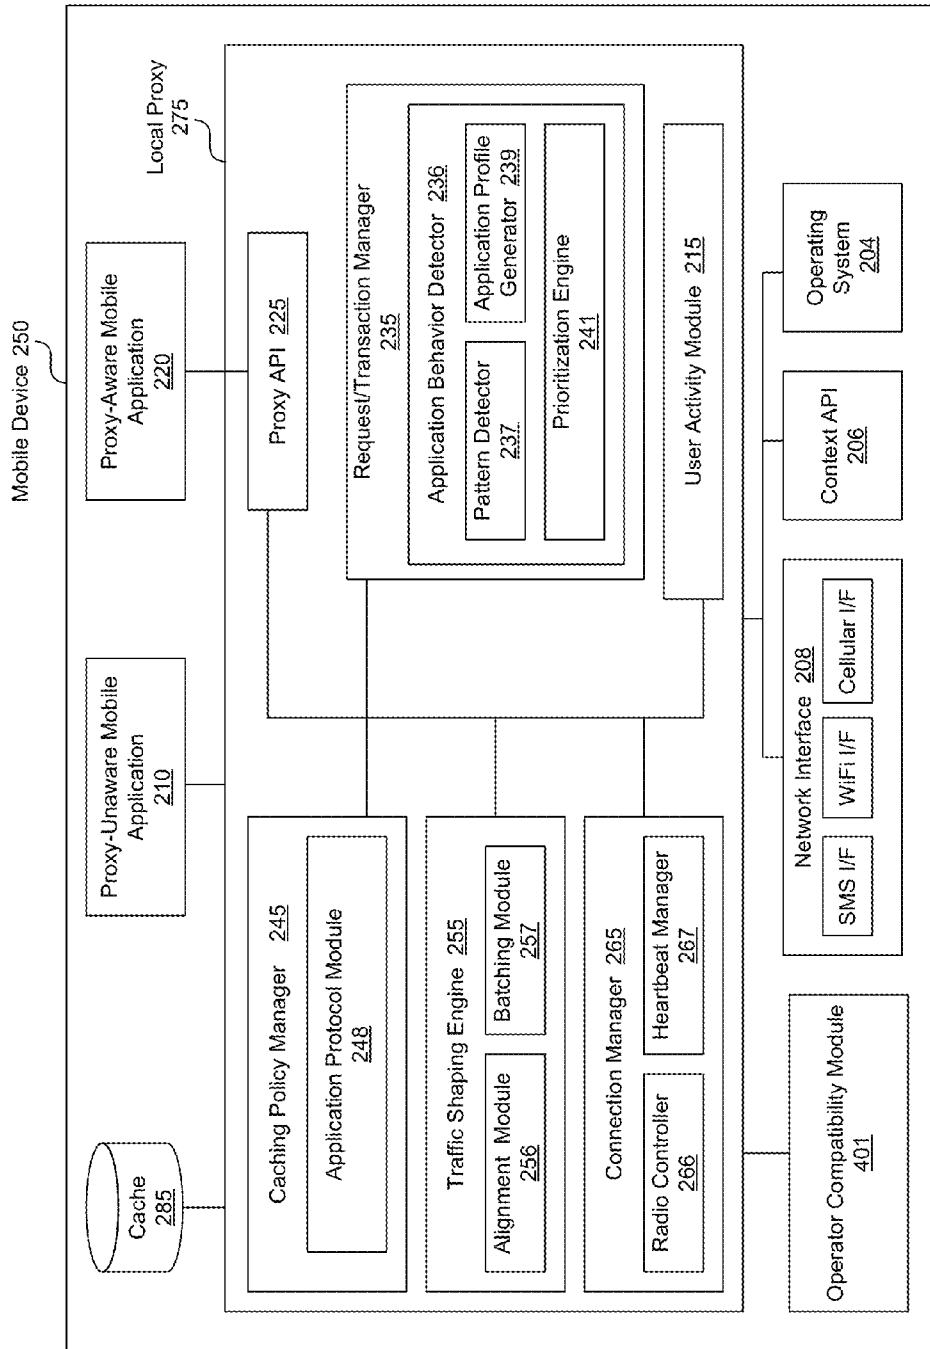 Mobile Device 250
Cache
285
Proxy-Unaware Mobile
Application
210
Proxy-Aware Mobile
Application
220
Local Proxy
275
Caching Policy Manager 245
Application Protocol Module
248
Traffic Shaping Engine 255
Alignment Module
256
Batching Module
257
Connection Manager 265
Radio Controller
266
Heartbeat Manager
267
Proxy API 225
Request/Transaction Manager
235
Application Behavior Detector 236
Pattern Detector
237
Application Profile
Generator 239
Prioritization Engine
241
User Activity Module 215
Operator Compatibility Module
401
Network Interface 208
SMS I/F
WiFi I/F
Cellular I/F
Context API
206
Operating
System
204